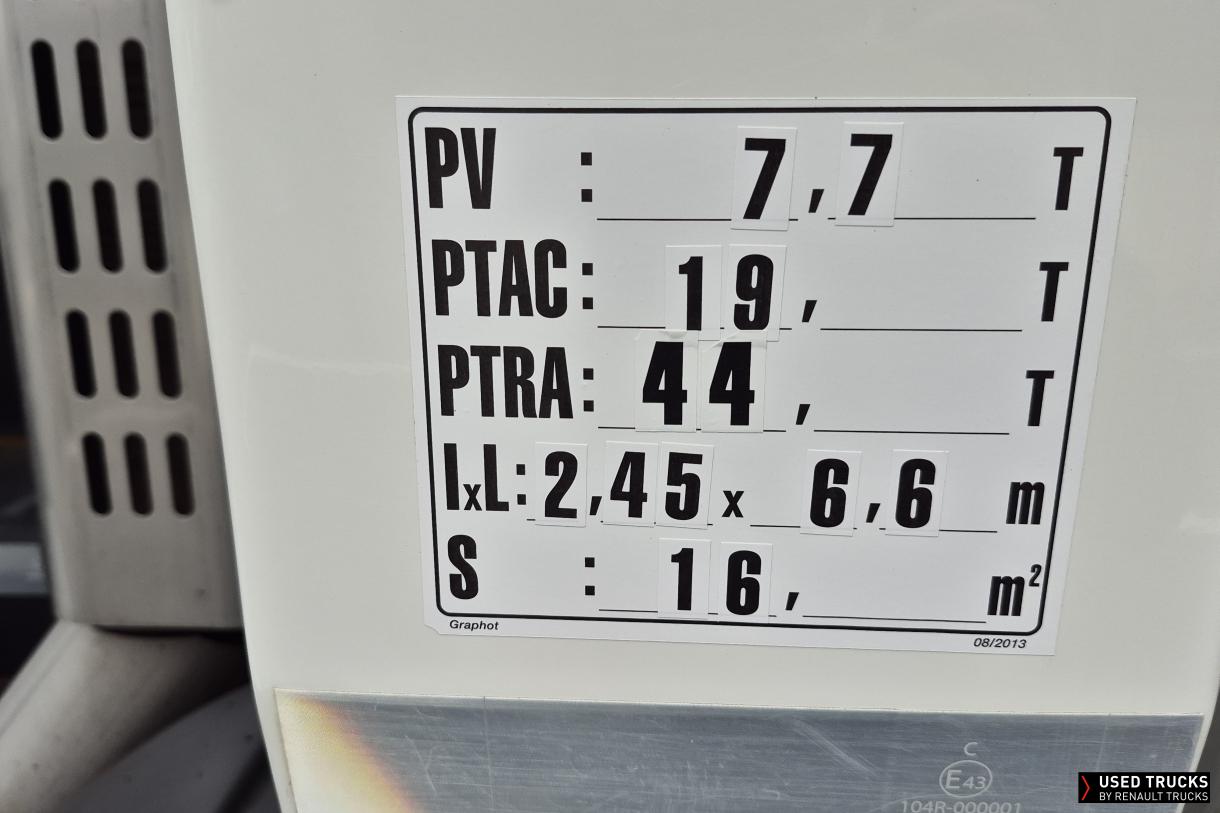 PV : 7,7 T
PTAC : 19, T
PTRA : 44, T
lxL : 2,45 x 6,6 m
S : 16, m²
Graphot 08/2013
C
E43
104R-000001
USED TRUCKS
BY RENAULT TRUCKS